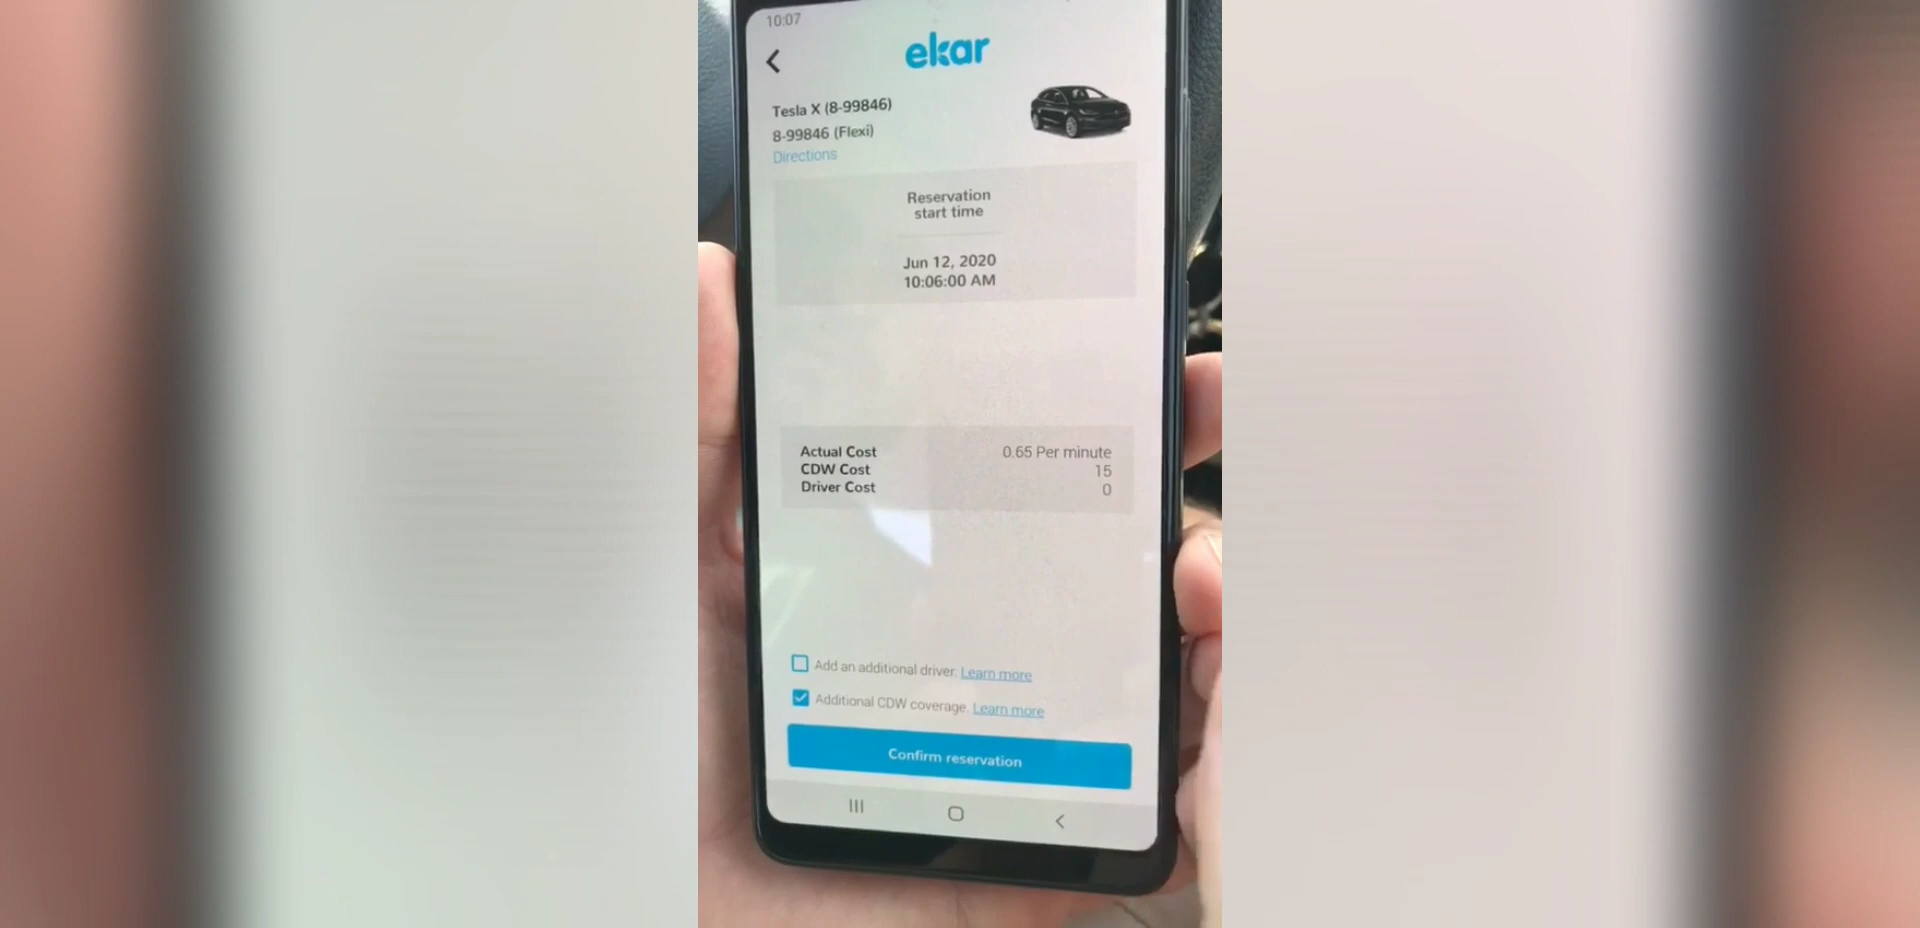 10:07
ekar
Tesla X (8-99846)
8-99846 (Flexi)
Directions
Reservation
start time
Jun 12, 2020
10:06:00 AM
Actual Cost 0.65 Per minute
CDW Cost 15
Driver Cost 0
Add an additional driver. Learn more
Additional CDW coverage. Learn more
Confirm reservation